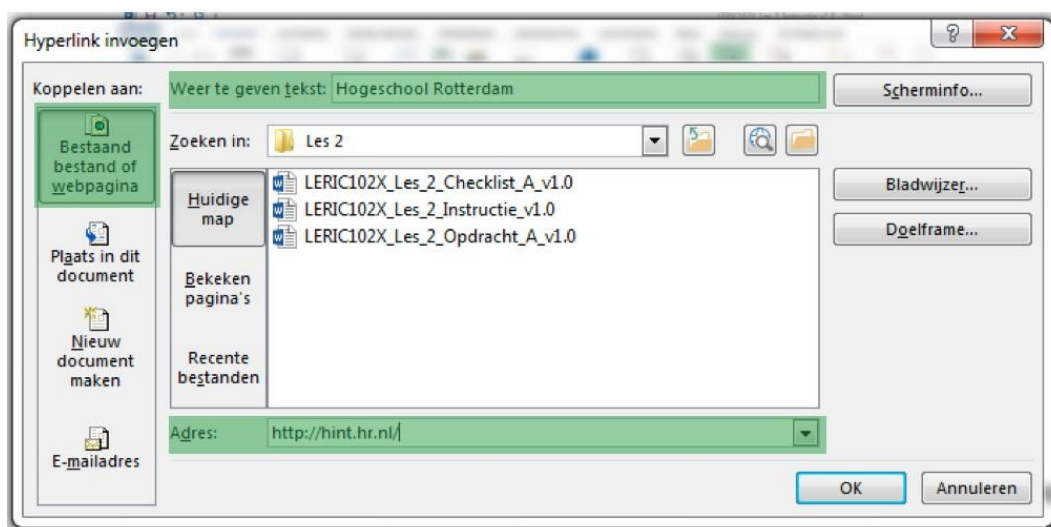 Hyperlink invoegen
Koppelen aan:
Weer te geven tekst: Hogeschool Rotterdam
Scherminfo...
Bestaand
bestand of
webpagina
Zoeken in:
Les 2
Plaats in dit
document
Nieuw
document
maken
E-mailadres
Huidige
map
Bekeken
pagina's
Recente
bestanden
LERIC102X_Les_2_Checklist_A_v1.0
LERIC102X_Les_2_Instructie_v1.0
LERIC102X_Les_2_Opdracht_A_v1.0
Bladwijzer...
Doelframe...
Adres:
http://hint.hr.nl/
OK
Annuleren